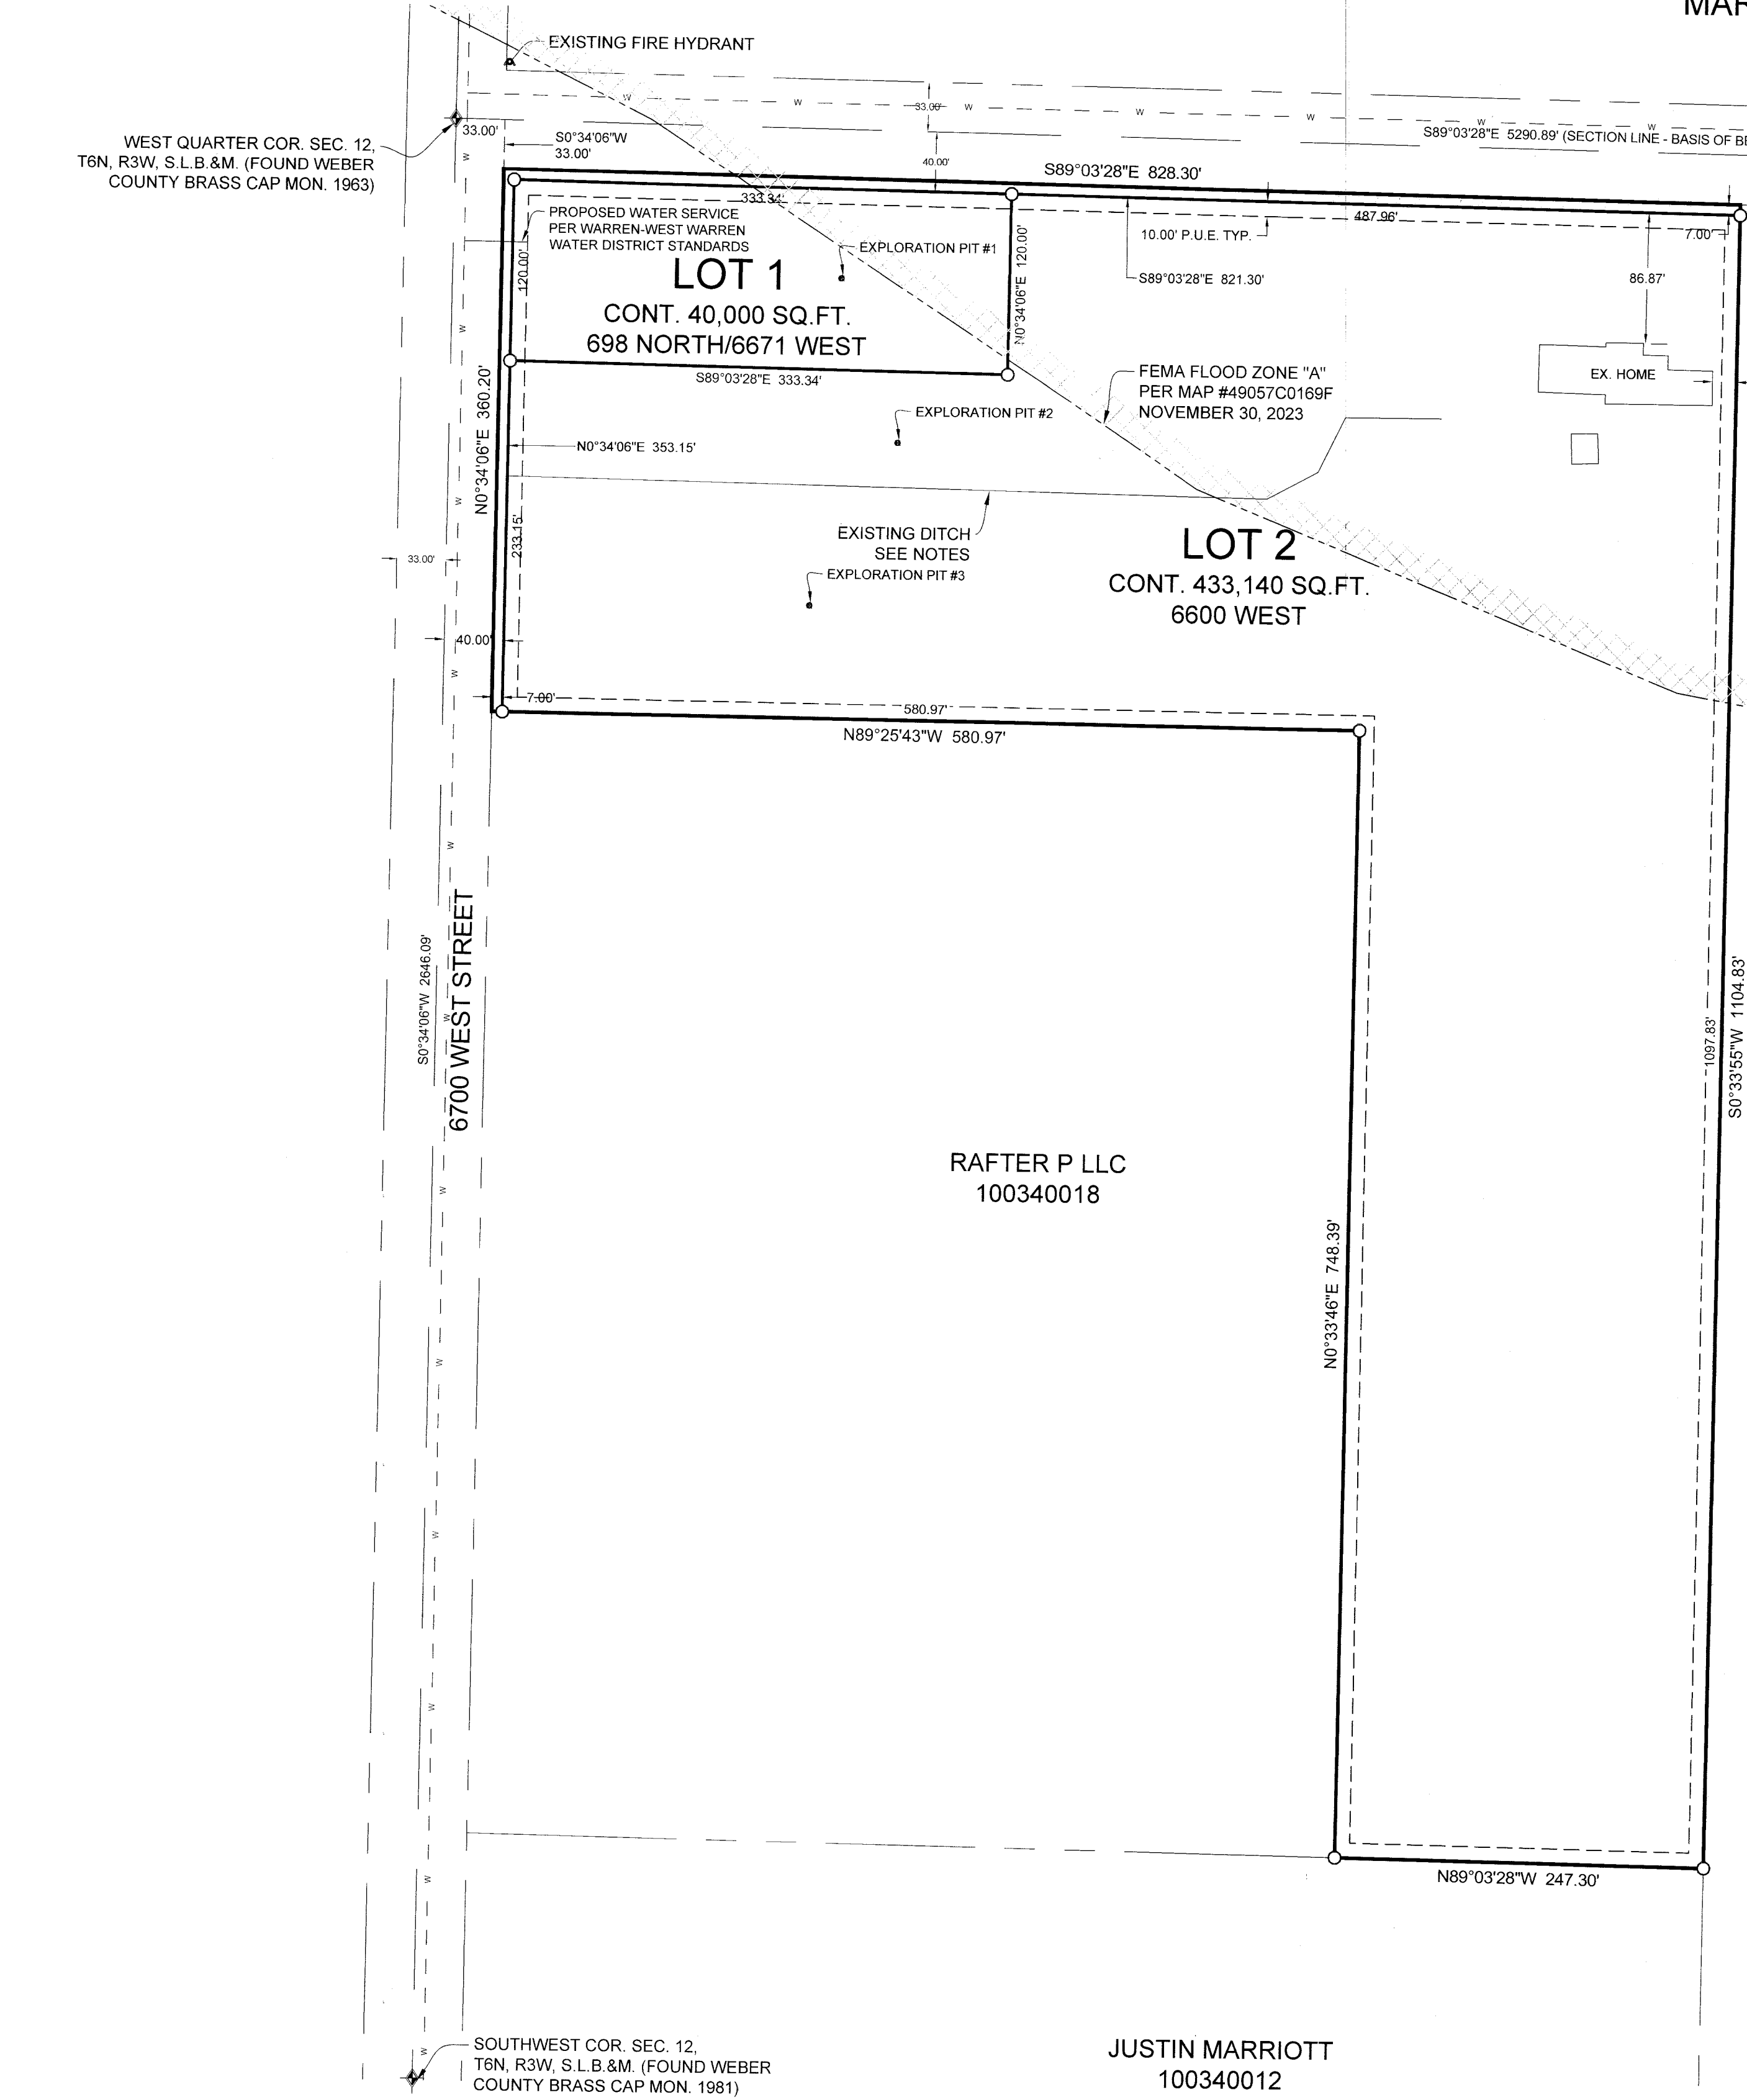 MAR
EXISTING FIRE HYDRANT
W W W W W W W
33.00'
WEST QUARTER COR. SEC. 12,
T6N, R3W, S.L.B.&M. (FOUND WEBER
COUNTY BRASS CAP MON. 1963)
33.00'
S0°34'06"W
33.00'
S89°03'28"E 5290.89' (SECTION LINE - BASIS OF BE
40.00'
S89°03'28"E 828.30'
333.34'
487.96'
PROPOSED WATER SERVICE
PER WARREN-WEST WARREN
WATER DISTRICT STANDARDS
EXPLORATION PIT #1
10.00' P.U.E. TYP.
7.00'
120.00'
LOT 1
CONT. 40,000 SQ.FT.
698 NORTH/6671 WEST
N0°34'06"E 120.00'
S89°03'28"E 821.30'
86.87'
S89°03'28"E 333.34'
FEMA FLOOD ZONE "A"
PER MAP #49057C0169F
NOVEMBER 30, 2023
EX. HOME
N0°34'06"E 360.20'
EXPLORATION PIT #2
N0°34'06"E 353.15'
233.15'
EXISTING DITCH
SEE NOTES
LOT 2
CONT. 433,140 SQ.FT.
6600 WEST
33.00'
EXPLORATION PIT #3
40.00'
7.00'
580.97'
N89°25'43"W 580.97'
S0°34'06"W 2646.09'
6700 WEST STREET
W W W W W W W W W W W W
1097.83'
S0°33'55"W 1104.83'
RAFTER P LLC
100340018
N0°33'46"E 748.39'
N89°03'28"W 247.30'
SOUTHWEST COR. SEC. 12,
T6N, R3W, S.L.B.&M. (FOUND WEBER
COUNTY BRASS CAP MON. 1981)
JUSTIN MARRIOTT
100340012